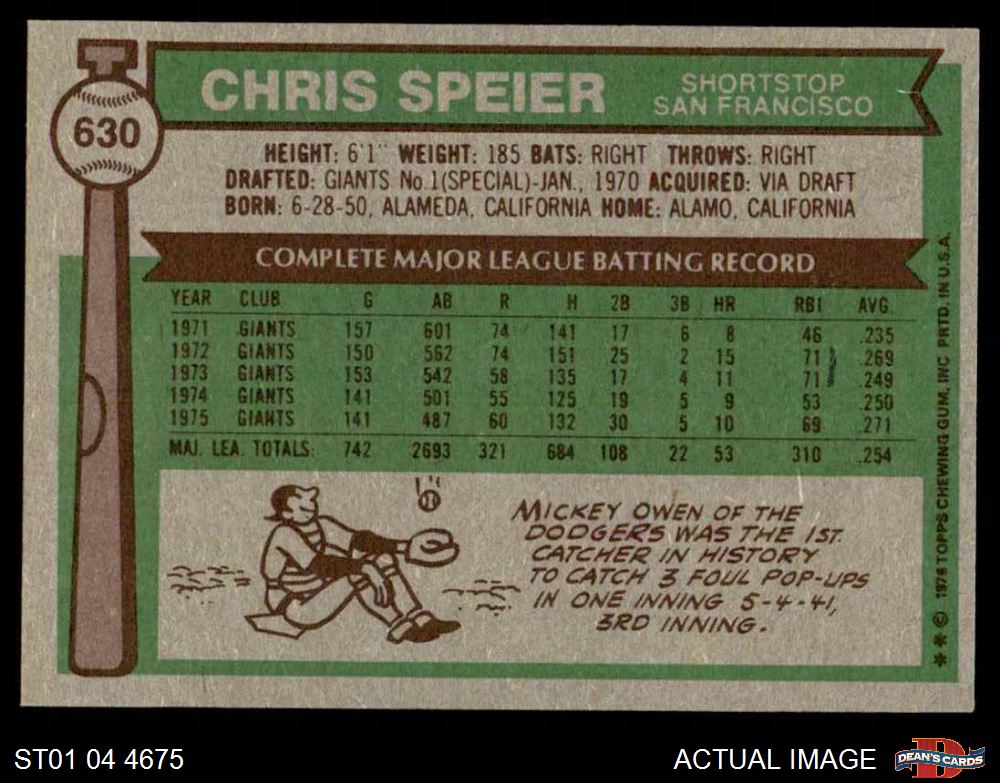 630
CHRIS SPEIER
SHORTSTOP
SAN FRANCISCO
HEIGHT: 6'1" WEIGHT: 185 BATS: RIGHT THROWS: RIGHT
DRAFTED: GIANTS No.1(SPECIAL)-JAN., 1970 ACQUIRED: VIA DRAFT
BORN: 6-28-50, ALAMEDA, CALIFORNIA HOME: ALAMO, CALIFORNIA
COMPLETE MAJOR LEAGUE BATTING RECORD
YEAR CLUB G AB R H 2B 3B HR RBI AVG.
1971 GIANTS 157 601 74 141 17 6 8 46 .235
1972 GIANTS 150 562 74 151 25 2 15 71 .269
1973 GIANTS 153 542 58 135 17 4 11 71 .249
1974 GIANTS 141 501 55 125 19 5 9 53 .250
1975 GIANTS 141 487 60 132 30 5 10 69 .271
MAJ. LEA. TOTALS: 742 2693 321 684 108 22 53 310 .254
MICKEY OWEN OF THE
DODGERS WAS THE 1ST.
CATCHER IN HISTORY
TO CATCH 3 FOUL POP-UPS
IN ONE INNING 5-4-41,
3RD INNING.
** © 1976 TOPPS CHEWING GUM, INC PRTD. IN U.S.A.
ST01 04 4675
ACTUAL IMAGE
D
DEAN'S CARDS